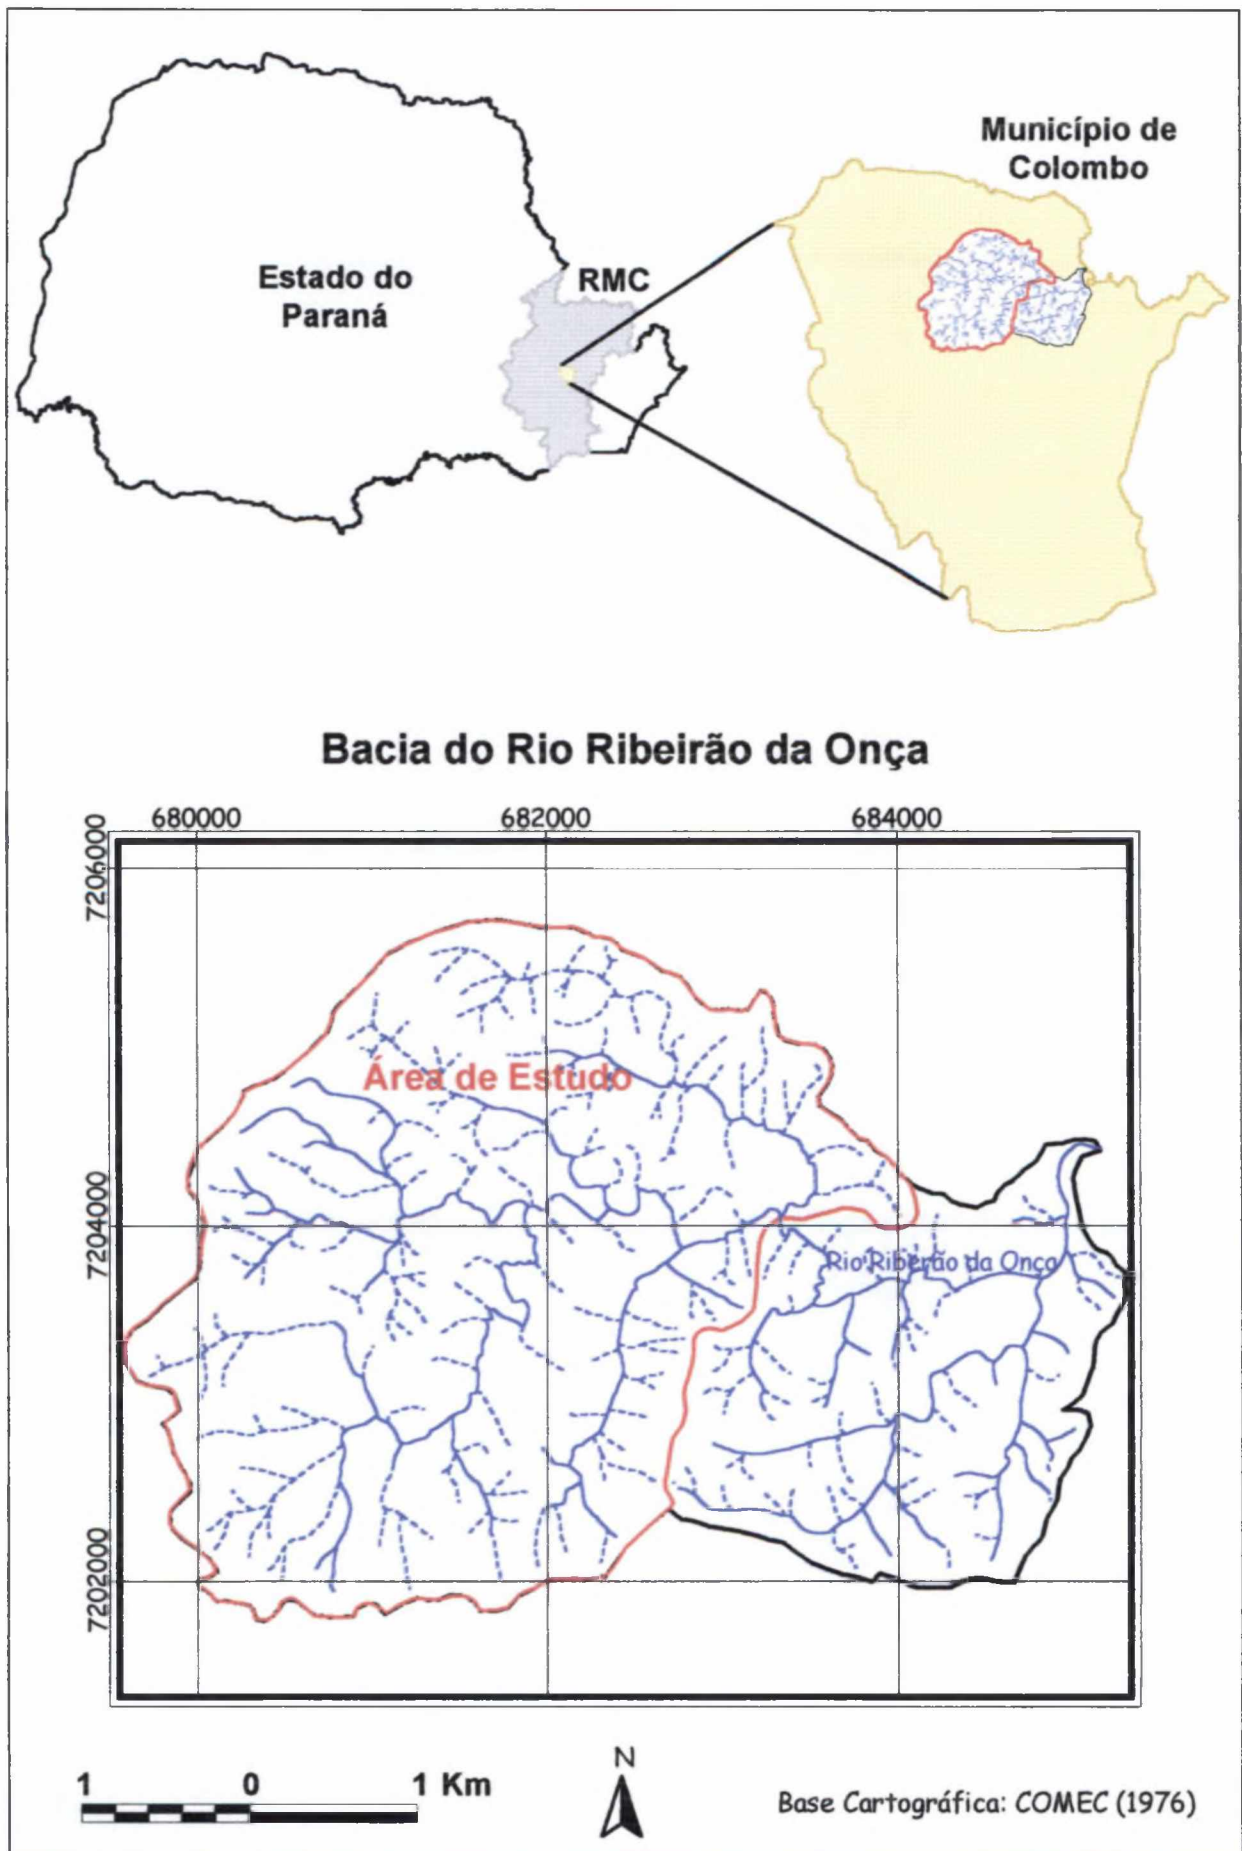 Município de
Colombo
Estado do
Paraná
RMC
Bacia do Rio Ribeirão da Onça
680000
682000
684000
7206000
7204000
7202000
Área de Estudo
Rio Riberão da Onça
1 0 1 Km
N
Base Cartográfica: COMEC (1976)